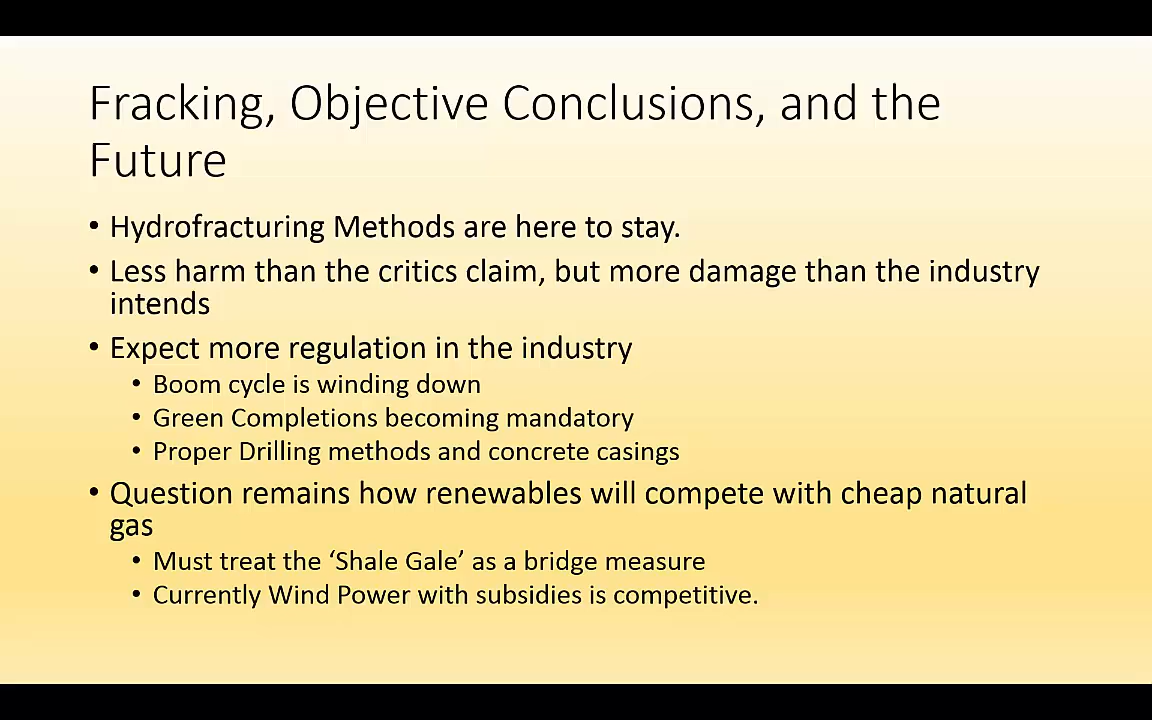 Fracking, Objective Conclusions, and the
Future
• Hydrofracturing Methods are here to stay.
• Less harm than the critics claim, but more damage than the industry
intends
• Expect more regulation in the industry
• Boom cycle is winding down
• Green Completions becoming mandatory
• Proper Drilling methods and concrete casings
• Question remains how renewables will compete with cheap natural
gas
• Must treat the ‘Shale Gale’ as a bridge measure
• Currently Wind Power with subsidies is competitive.